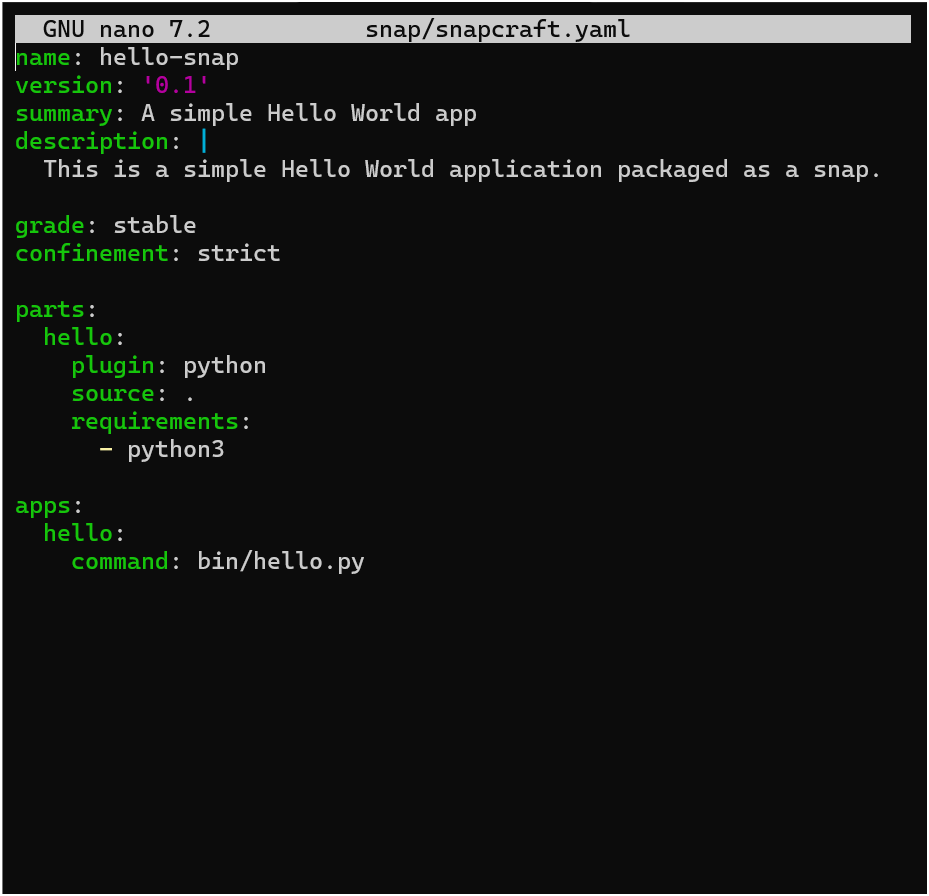 GNU nano 7.2 snap/snapcraft.yaml
name: hello-snap
version: '0.1'
summary: A simple Hello World app
description: |
  This is a simple Hello World application packaged as a snap.

grade: stable
confinement: strict

parts:
  hello:
    plugin: python
    source: .
    requirements:
      - python3

apps:
  hello:
    command: bin/hello.py